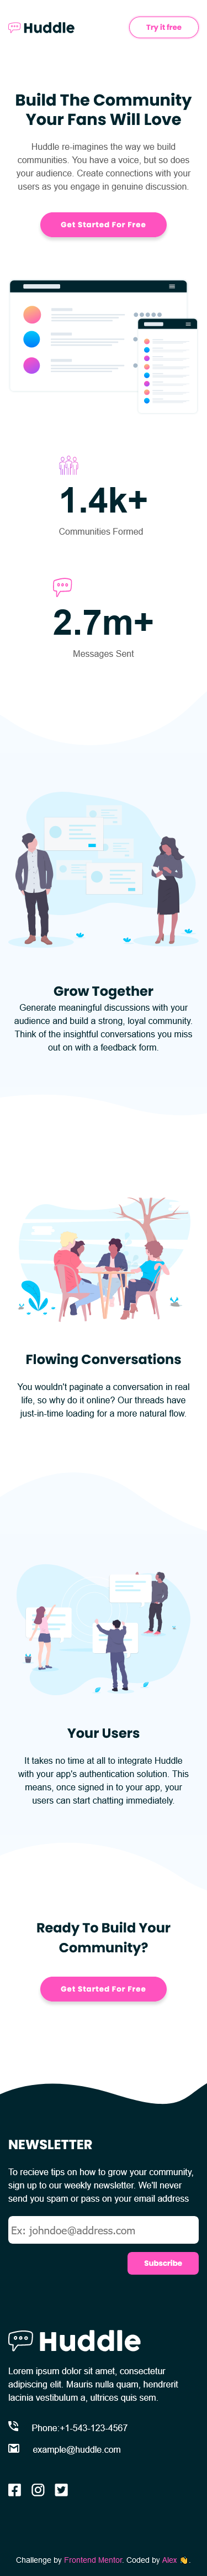 Huddle
Try it free
Build The Community
Your Fans Will Love
Huddle re-imagines the way we build
communities. You have a voice, but so does
your audience. Create connections with your
users as you engage in genuine discussion.
Get Started For Free
1.4k+
Communities Formed
2.7m+
Messages Sent
Grow Together
Generate meaningful discussions with your
audience and build a strong, loyal community.
Think of the insightful conversations you miss
out on with a feedback form.
Flowing Conversations
You wouldn't paginate a conversation in real
life, so why do it online? Our threads have
just-in-time loading for a more natural flow.
Your Users
It takes no time at all to integrate Huddle
with your app's authentication solution. This
means, once signed in to your app, your
users can start chatting immediately.
Ready To Build Your
Community?
Get Started For Free
NEWSLETTER
To recieve tips on how to grow your community,
sign up to our weekly newsletter. We'll never
send you spam or pass on your email address
Ex: johndoe@address.com
Subscribe
Huddle
Lorem ipsum dolor sit amet, consectetur
adipiscing elit. Mauris nulla quam, hendrerit
lacinia vestibulum a, ultrices quis sem.
Phone:+1-543-123-4567
example@huddle.com
Challenge by Frontend Mentor. Coded by Alex 👋.